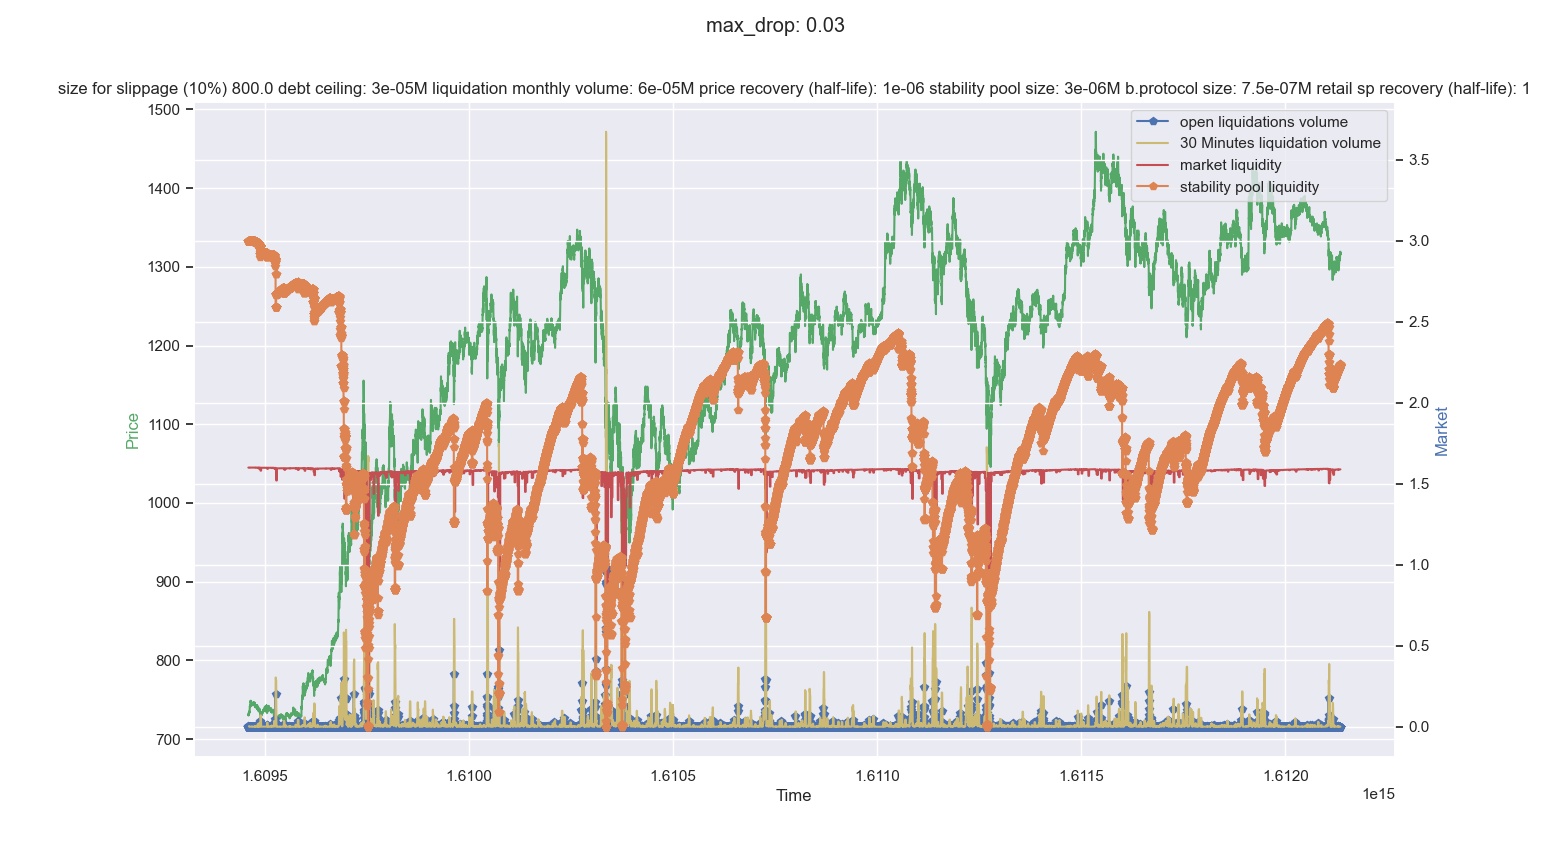 max_drop: 0.03
size for slippage (10%) 800.0 debt ceiling: 3e-05M liquidation monthly volume: 6e-05M price recovery (half-life): 1e-06 stability pool size: 3e-06M b.protocol size: 7.5e-07M retail sp recovery (half-life): 1
open liquidations volume
30 Minutes liquidation volume
market liquidity
stability pool liquidity
1500
1400
1300
1200
1100
1000
900
800
700
Price
3.5
3.0
2.5
2.0
1.5
1.0
0.5
0.0
Market
1.6095
1.6100
1.6105
1.6110
1.6115
1.6120
1e15
Time